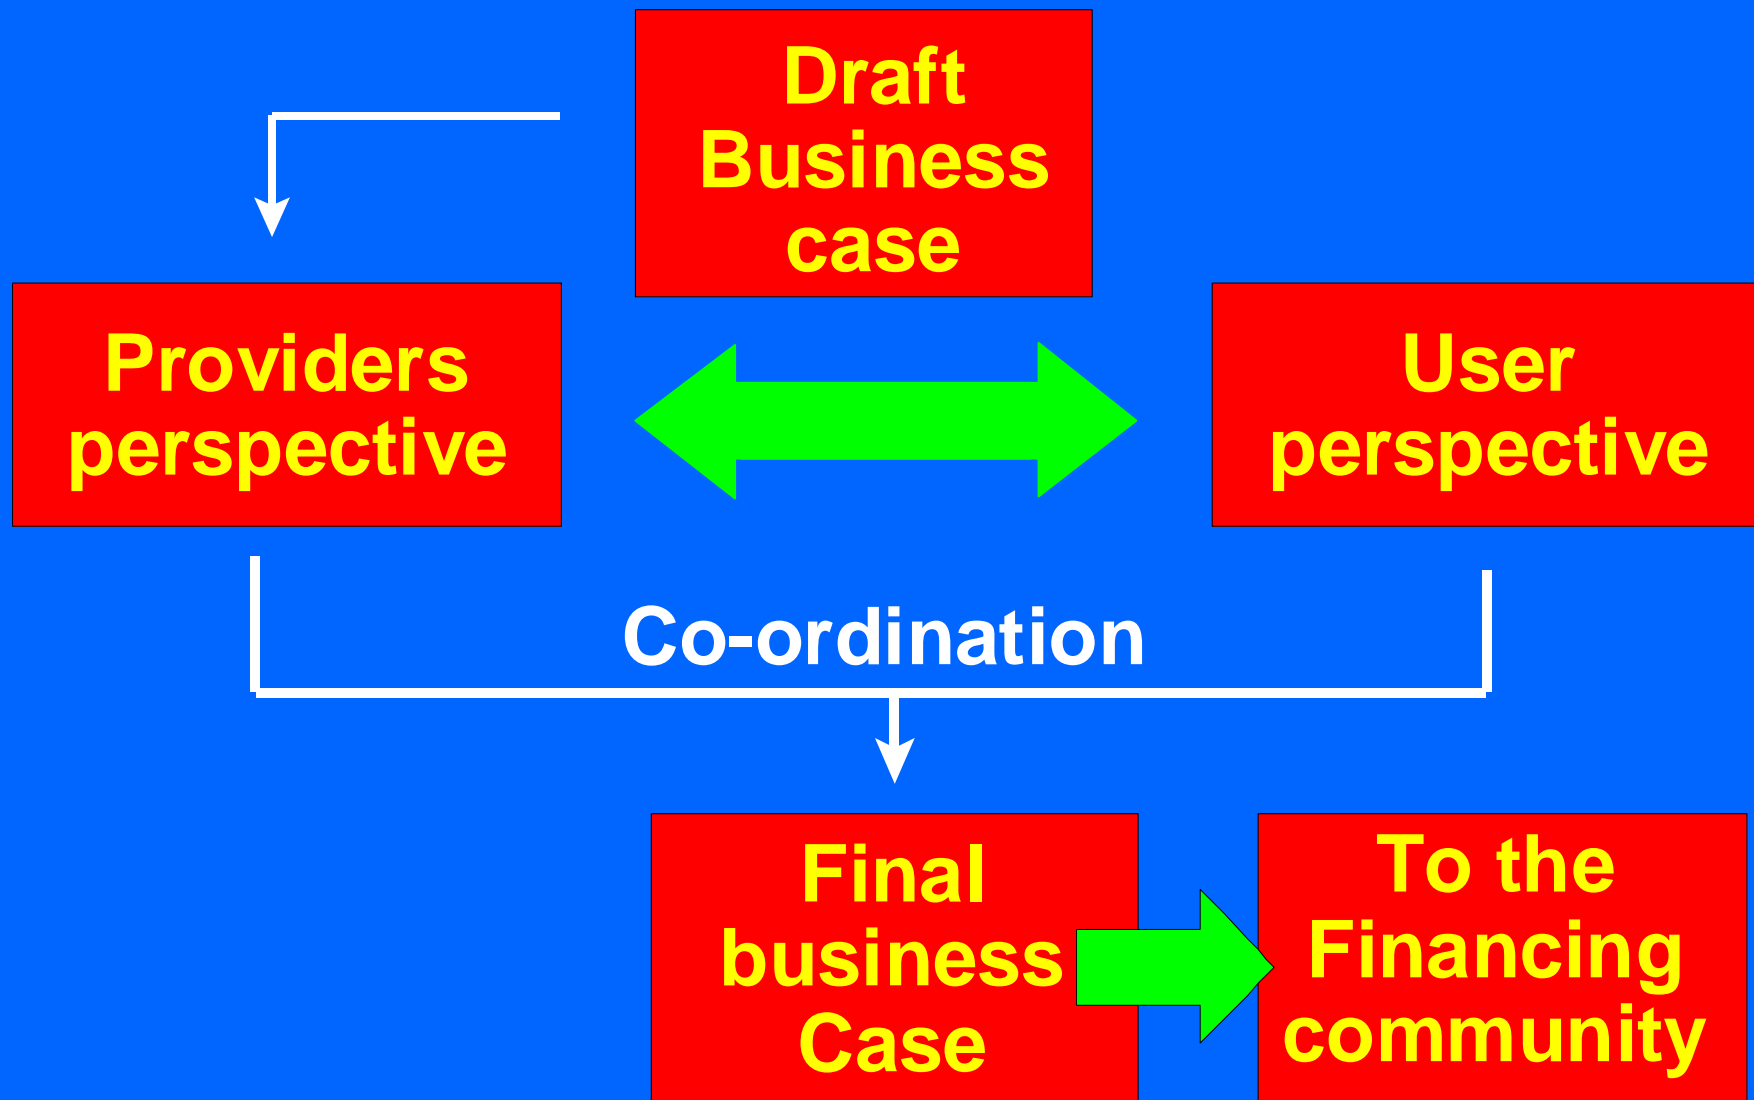 Draft
Business
case
Providers
perspective
User
perspective
Co-ordination
Final
business
Case
To the
Financing
community